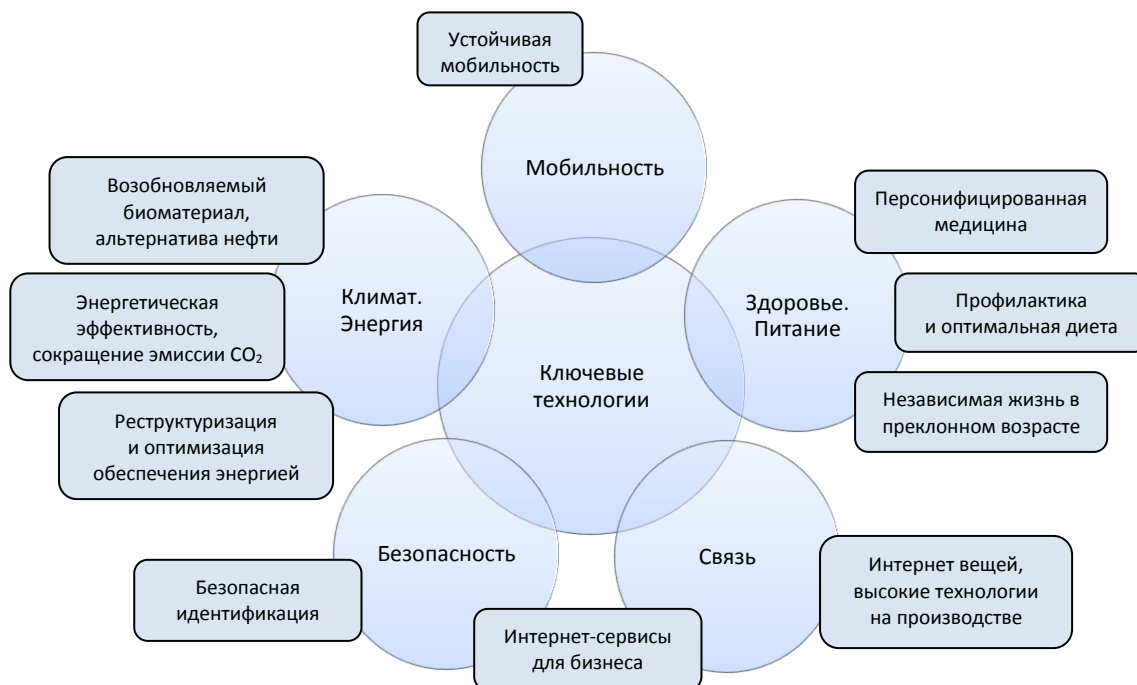 Устойчивая
мобильность
Мобильность
Возобновляемый
биоматериал,
альтернатива нефти
Персонифицированная
медицина
Климат.
Энергия
Энергетическая
эффективность,
сокращение эмиссии CO₂
Здоровье.
Питание
Профилактика
и оптимальная диета
Ключевые
технологии
Реструктуризация
и оптимизация
обеспечения энергией
Независимая жизнь в
преклонном возрасте
Безопасность
Связь
Безопасная
идентификация
Интернет-сервисы
для бизнеса
Интернет вещей,
высокие технологии
на производстве